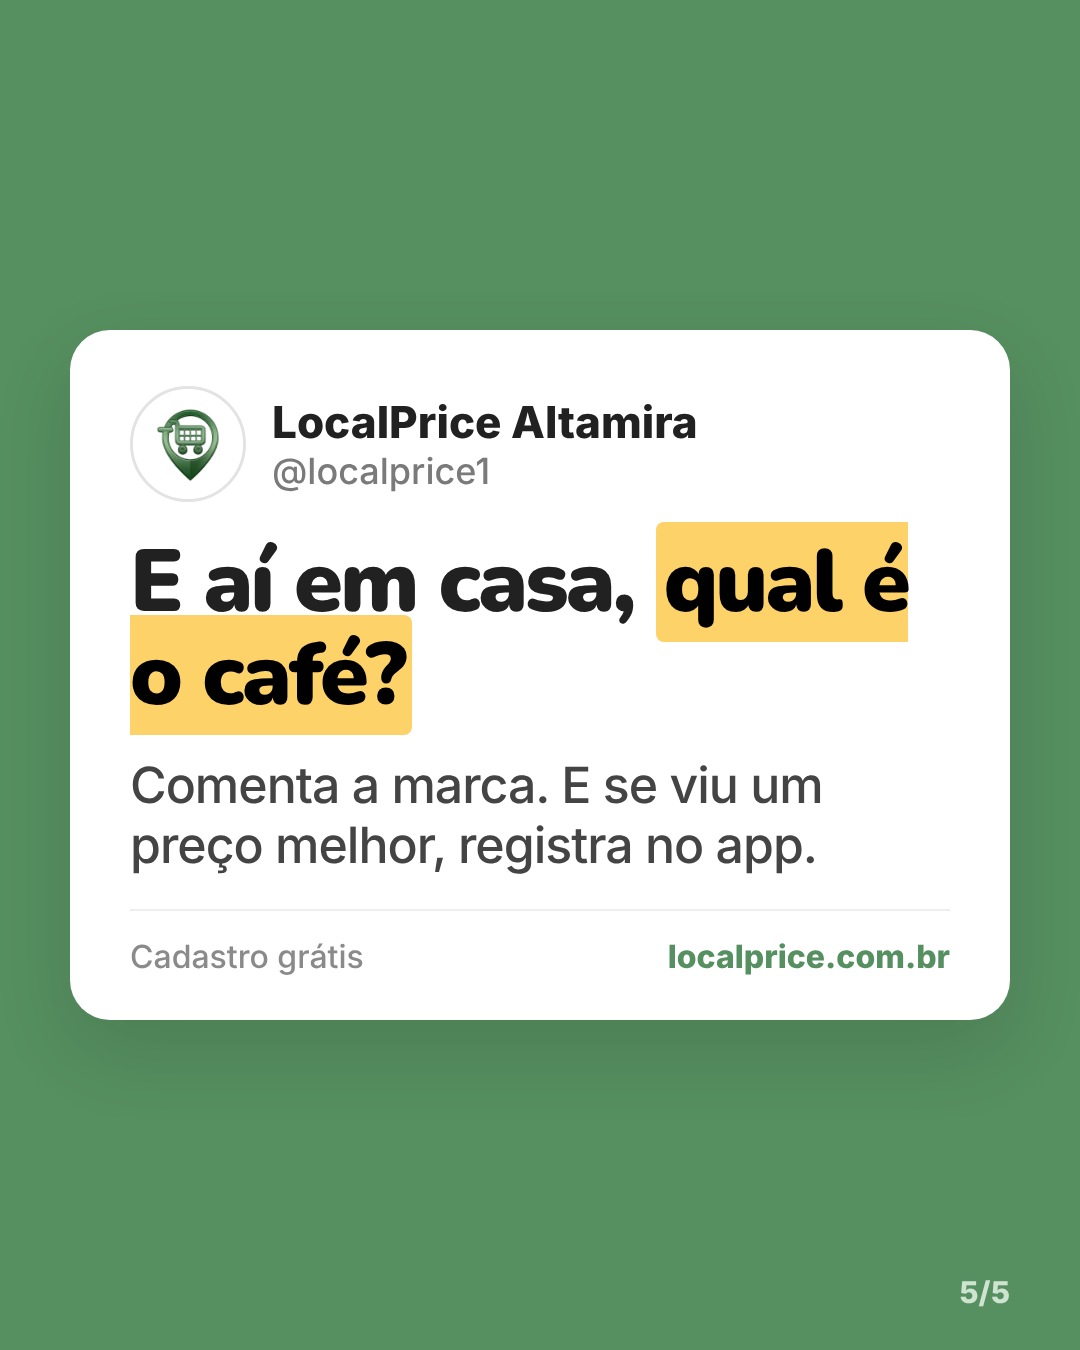 LocalPrice Altamira
@localprice1
E aí em casa, qual é
o café?
Comenta a marca. E se viu um
preço melhor, registra no app.
Cadastro grátis
localprice.com.br
5/5